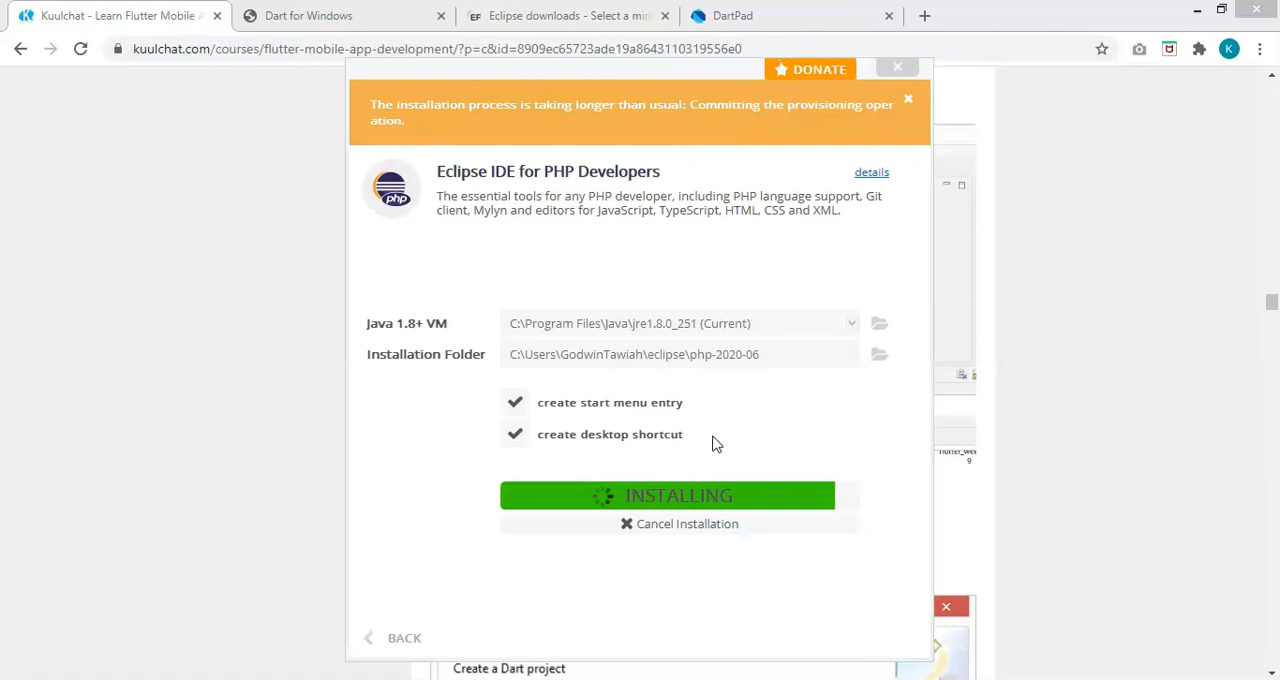 Kuulchat - Learn Flutter Mobile A
Dart for Windows
Eclipse downloads - Select a mir
DartPad
kuulchat.com/courses/flutter-mobile-app-development/?p=c&id=8909ec65723ade19a8643110319556e0
K
DONATE
The installation process is taking longer than usual: Committing the provisioning oper
ation.
php
Eclipse IDE for PHP Developers
details
The essential tools for any PHP developer, including PHP language support, Git
client, Mylyn and editors for JavaScript, TypeScript, HTML, CSS and XML.
Java 1.8+ VM
C:\Program Files\Java\jre1.8.0_251 (Current)
Installation Folder
C:\Users\GodwinTawiah\eclipse\php-2020-06
create start menu entry
create desktop shortcut
flutter_wel
9
INSTALLING
Cancel Installation
BACK
Create a Dart project